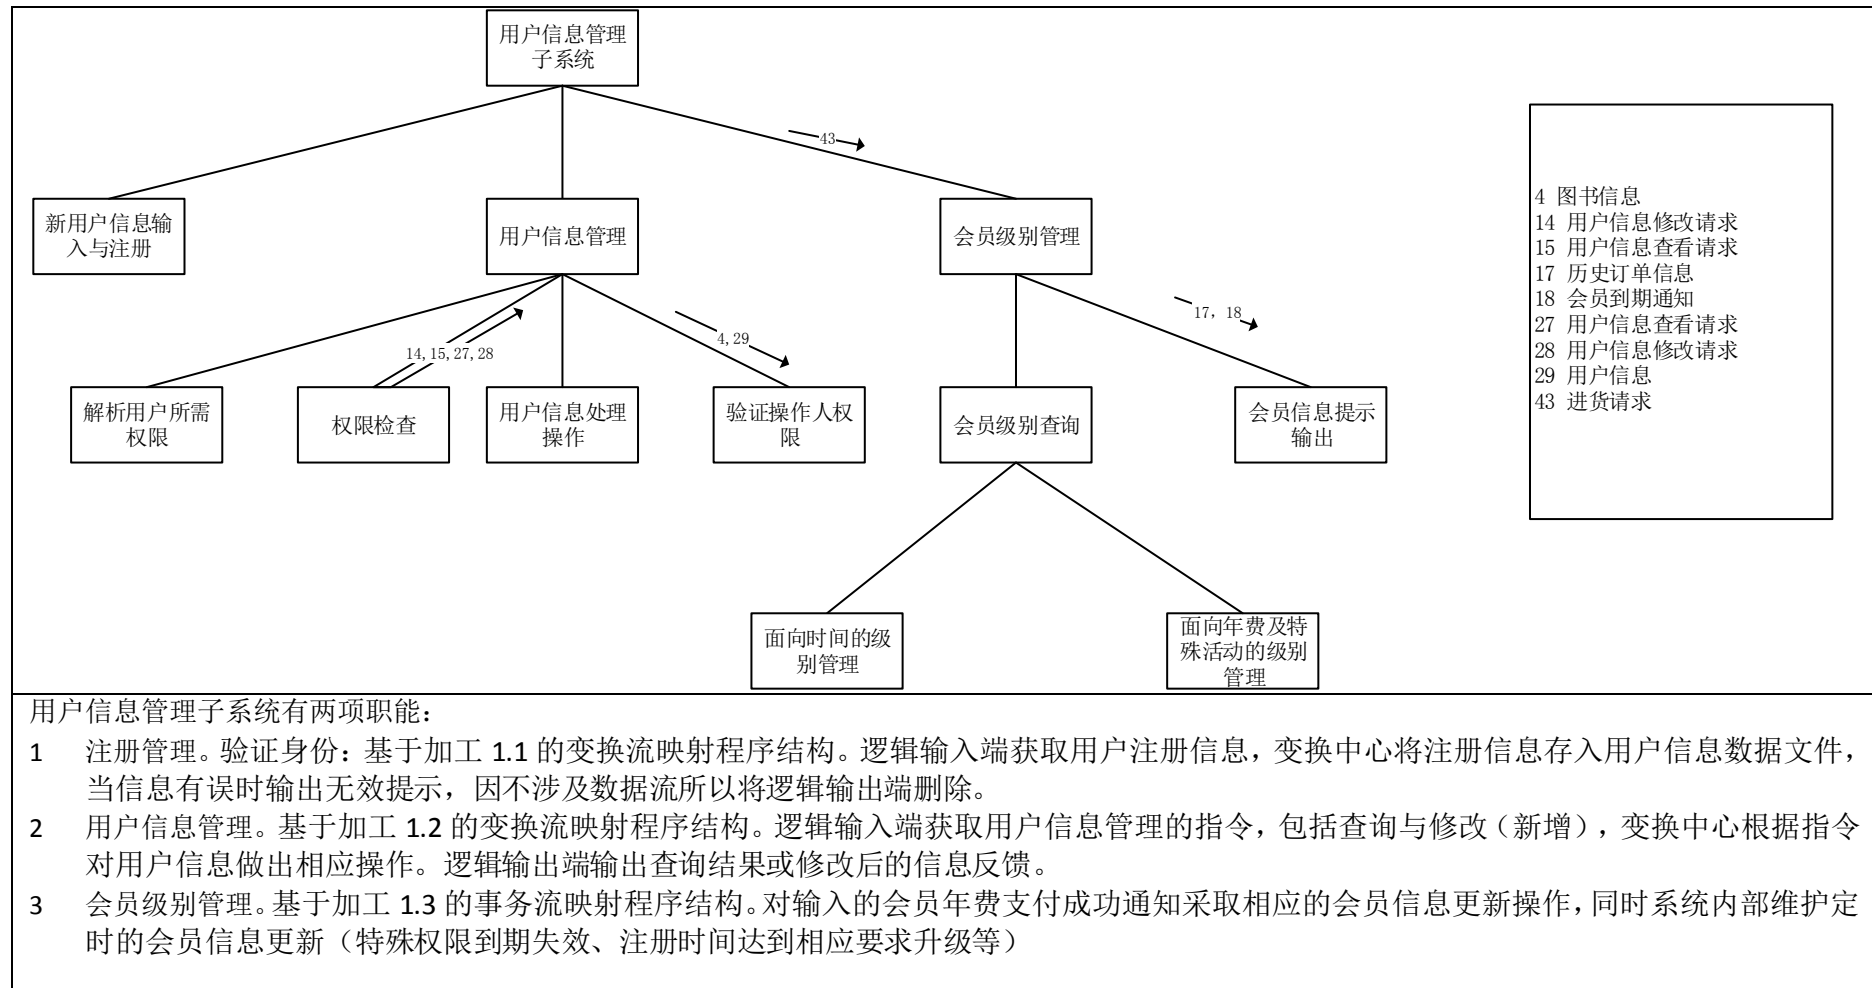 用户信息管理
子系统
43
新用户信息输
入与注册
用户信息管理
会员级别管理
4 图书信息
14 用户信息修改请求
15 用户信息查看请求
17 历史订单信息
18 会员到期通知
27 用户信息查看请求
28 用户信息修改请求
29 用户信息
43 进货请求
14,15,27,28
4,29
17, 18
解析用户所需
权限
权限检查
用户信息处理
操作
验证操作人权
限
会员级别查询
会员信息提示
输出
面向时间的级
别管理
面向年费及特
殊活动的级别
管理
用户信息管理子系统有两项职能：
1 注册管理。验证身份：基于加工 1.1 的变换流映射程序结构。逻辑输入端获取用户注册信息，变换中心将注册信息存入用户信息数据文件，
当信息有误时输出无效提示，因不涉及数据流所以将逻辑输出端删除。
2 用户信息管理。基于加工 1.2 的变换流映射程序结构。逻辑输入端获取用户信息管理的指令，包括查询与修改（新增），变换中心根据指令
对用户信息做出相应操作。逻辑输出端输出查询结果或修改后的信息反馈。
3 会员级别管理。基于加工 1.3 的事务流映射程序结构。对输入的会员年费支付成功通知采取相应的会员信息更新操作，同时系统内部维护定
时的会员信息更新（特殊权限到期失效、注册时间达到相应要求升级等）